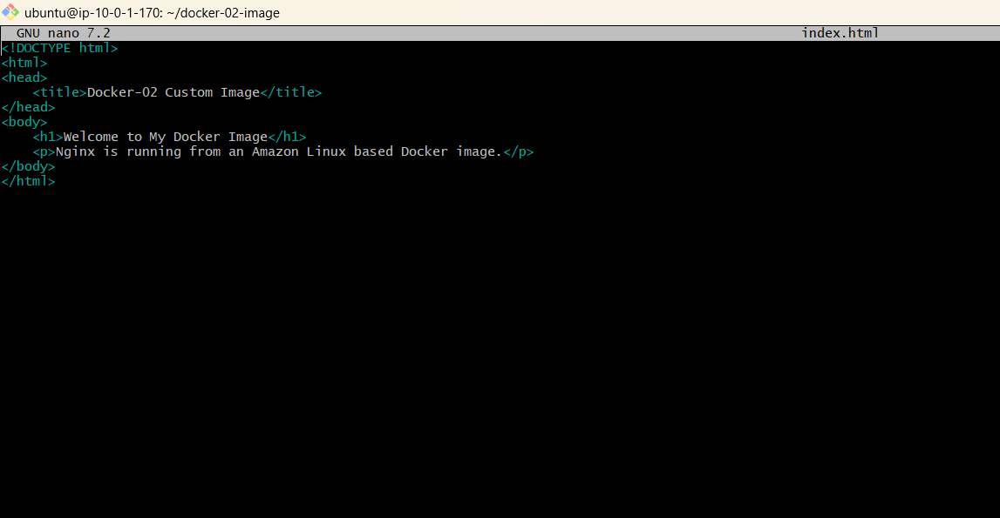 ubuntu@ip-10-0-1-170: ~/docker-02-image
GNU nano 7.2 index.html
<!DOCTYPE html>
<html>
<head>
    <title>Docker-02 Custom Image</title>
</head>
<body>
    <h1>Welcome to My Docker Image</h1>
    <p>Nginx is running from an Amazon Linux based Docker image.</p>
</body>
</html>